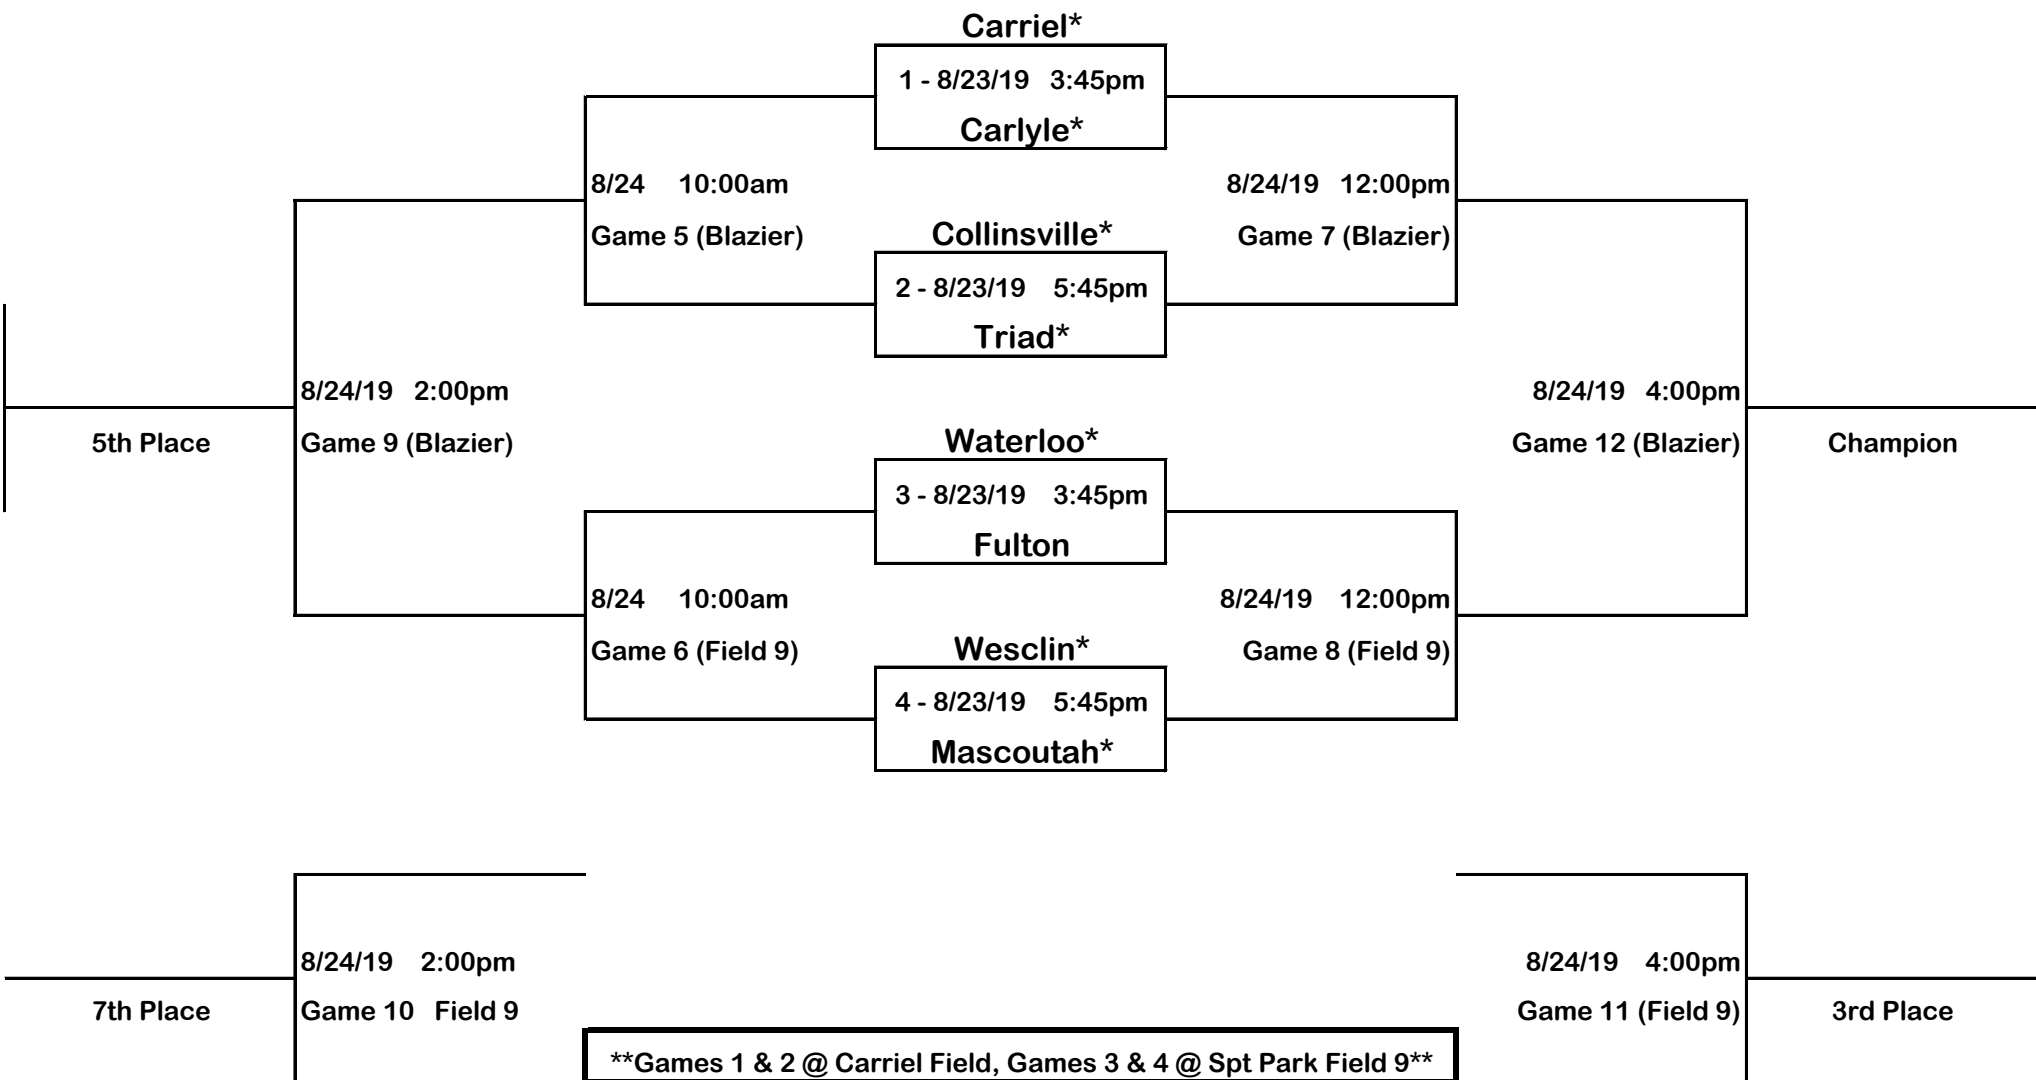 Carriel*
1 - 8/23/19 3:45pm
Carlyle*
8/24 10:00am
8/24/19 12:00pm
Game 5 (Blazier)
Collinsville*
Game 7 (Blazier)
2 - 8/23/19 5:45pm
Triad*
8/24/19 2:00pm
8/24/19 4:00pm
5th Place
Game 9 (Blazier)
Waterloo*
Game 12 (Blazier)
Champion
3 - 8/23/19 3:45pm
Fulton
8/24 10:00am
8/24/19 12:00pm
Game 6 (Field 9)
Wesclin*
Game 8 (Field 9)
4 - 8/23/19 5:45pm
Mascoutah*
8/24/19 2:00pm
8/24/19 4:00pm
7th Place
Game 10 Field 9
Game 11 (Field 9)
3rd Place
**Games 1 & 2 @ Carriel Field, Games 3 & 4 @ Spt Park Field 9**